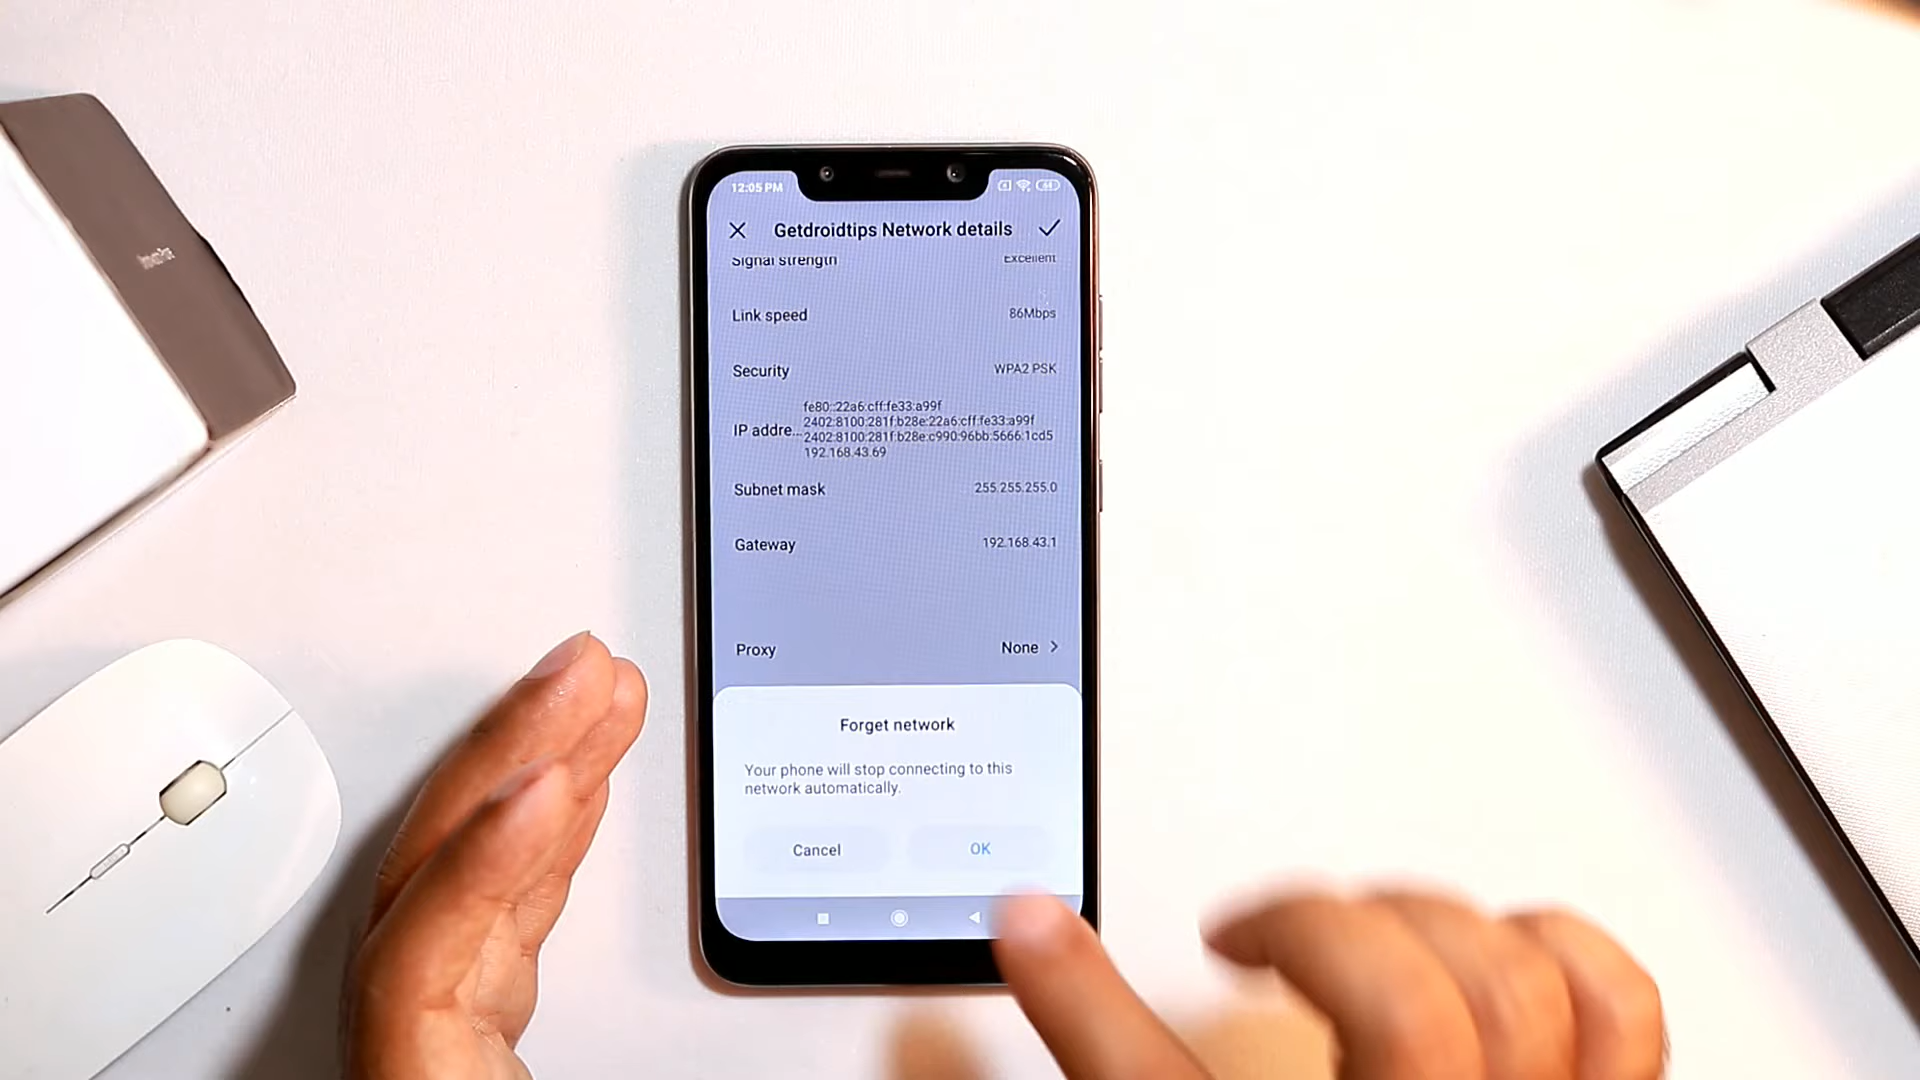 12:05 PM
Getdroidtips Network details
Signal strength Excellent
Link speed 86Mbps
Security WPA2 PSK
fe80::22a6:cff:fe33:a99f
2402:8100:281f:b28e:22a6:cff:fe33:a99f
IP addre... 2402:8100:281f:b28e:c990:96bb:5666:1cd5
192.168.43.69
Subnet mask 255.255.255.0
Gateway 192.168.43.1
Proxy None
Forget network
Your phone will stop connecting to this
network automatically.
Cancel OK